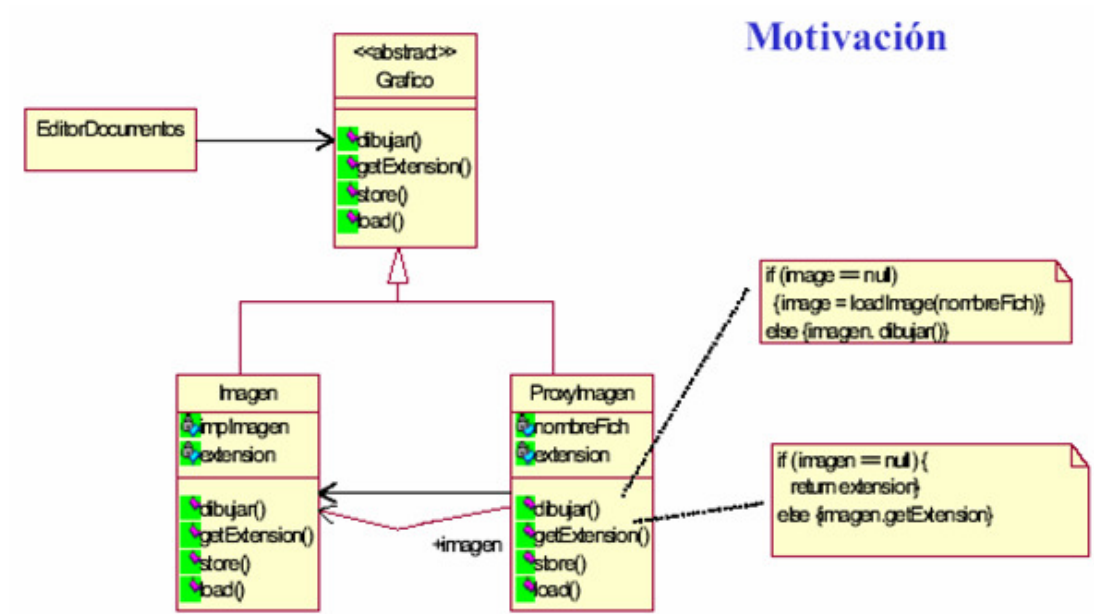 Motivación
<<abstract>>
Grafico
dibujar()
getExtension()
store()
load()
EditorDocumentos
if (image == null)
{image = loadImage(nombreFich)}
else {imagen. dibujar()}
Imagen
impImagen
extension
dibujar()
getExtension()
store()
load()
+imagen
ProxyImagen
nombreFich
extension
dibujar()
getExtension()
store()
load()
if (imagen == null) {
return extension}
else {imagen.getExtension}